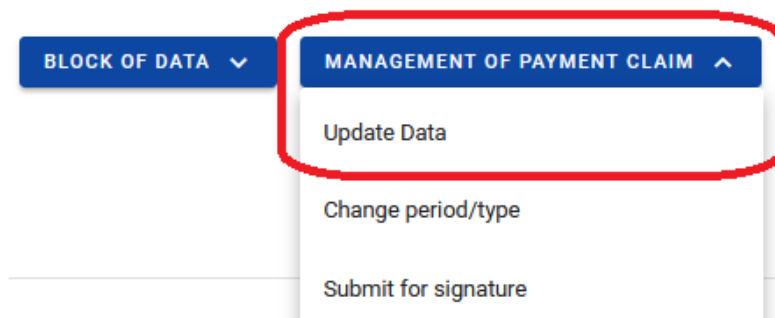 BLOCK OF DATA
MANAGEMENT OF PAYMENT CLAIM
Update Data
Change period/type
Submit for signature